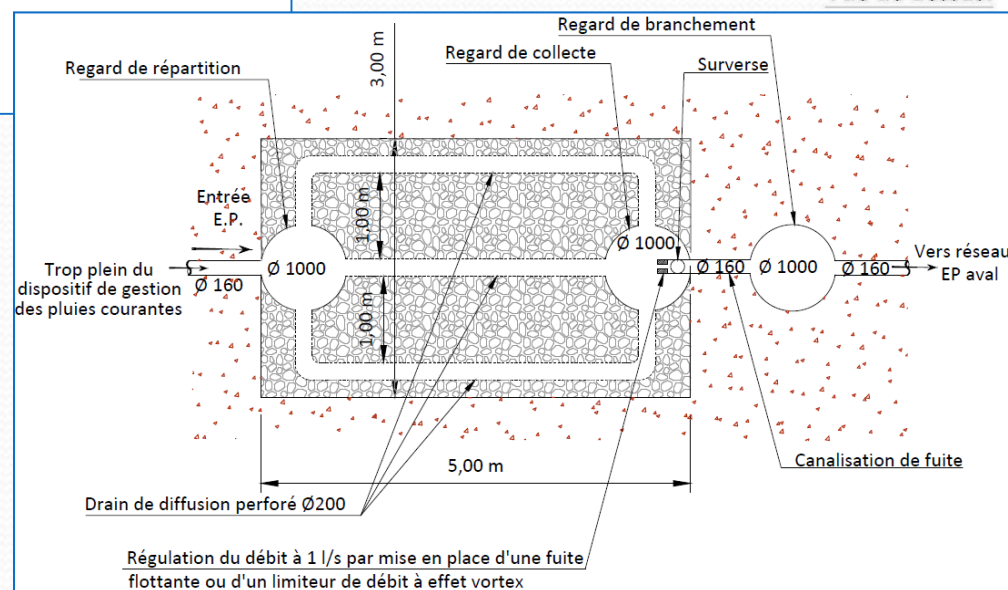 Regard de branchement
Regard de collecte
Surverse
Regard de répartition
3,00 m
Entrée
E.P.
1,00 m
Ø 1000
Ø 1000
Ø 160
Ø 1000
Ø 160
Vers réseau
EP aval
Trop plein du
dispositif de gestion
des pluies courantes
Ø 160
1,00 m
5,00 m
Canalisation de fuite
Drain de diffusion perforé Ø200
Régulation du débit à 1 l/s par mise en place d'une fuite
flottante ou d'un limiteur de débit à effet vortex